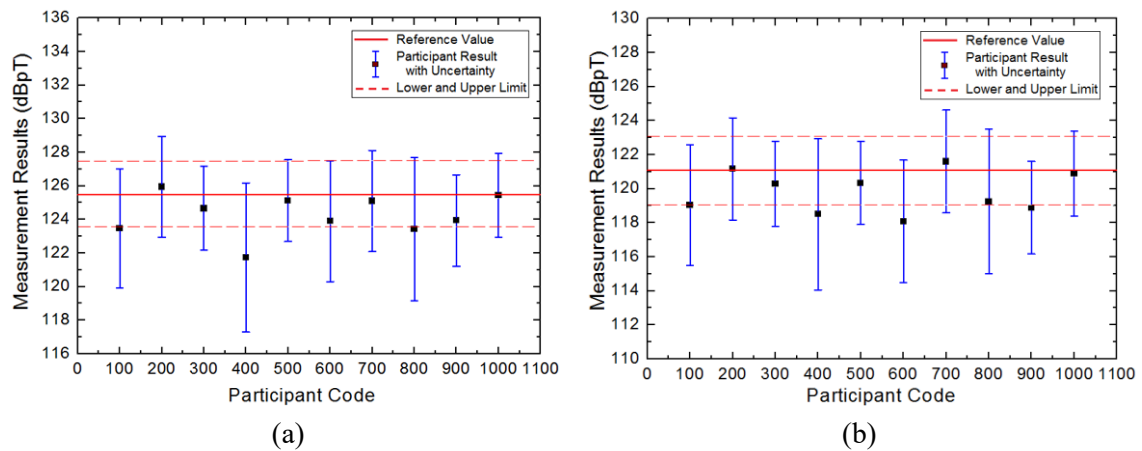 136
134
132
130
128
126
124
122
120
118
116
Measurement Results (dBpT)
Reference Value
Participant Result
with Uncertainty
Lower and Upper Limit
0 100 200 300 400 500 600 700 800 900 1000 1100
Participant Code
(a)
130
128
126
124
122
120
118
116
114
112
110
Measurement Results (dBpT)
Reference Value
Participant Result
with Uncertainty
Lower and Upper Limit
0 100 200 300 400 500 600 700 800 900 1000 1100
Participant Code
(b)